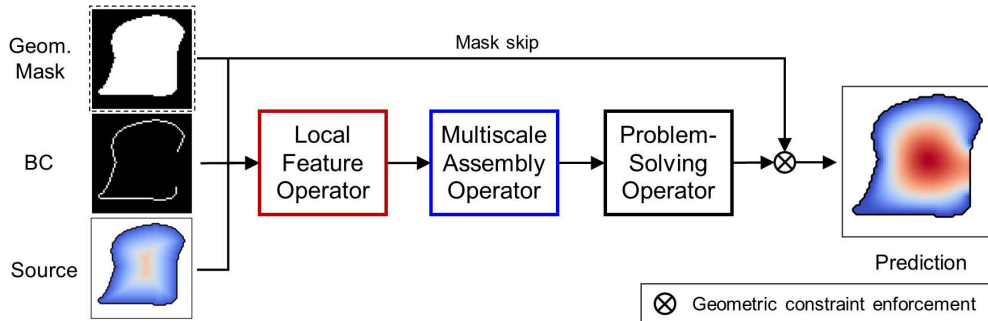 Geom.
Mask
Mask skip
BC
Local
Feature
Operator
Multiscale
Assembly
Operator
Problem-
Solving
Operator
Source
Prediction
Geometric constraint enforcement